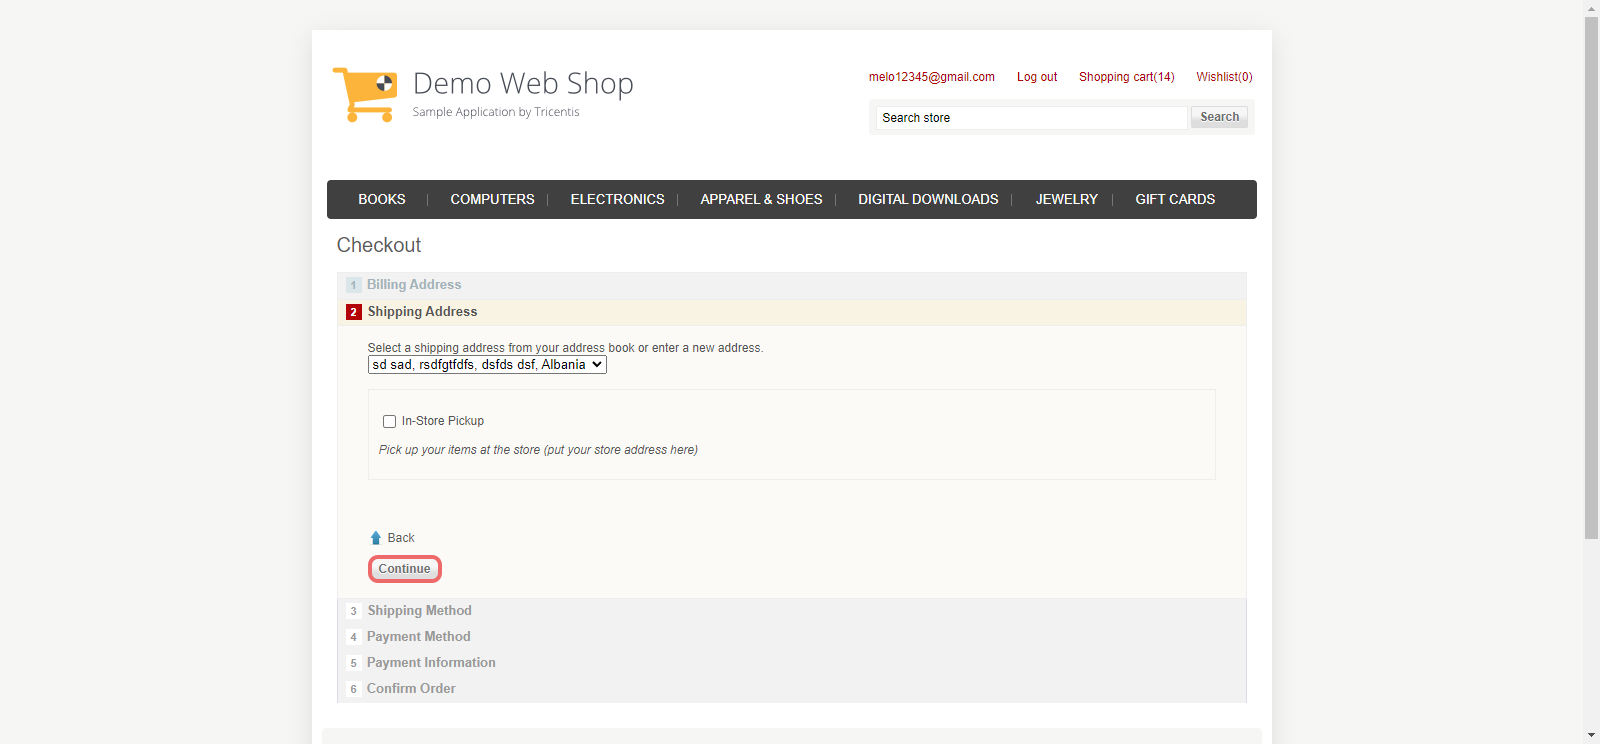 Demo Web Shop
Sample Application by Tricentis
melo12345@gmail.com Log out Shopping cart(14) Wishlist(0)
Search store Search
BOOKS COMPUTERS ELECTRONICS APPAREL & SHOES DIGITAL DOWNLOADS JEWELRY GIFT CARDS
Checkout
1 Billing Address
2 Shipping Address
Select a shipping address from your address book or enter a new address.
sd sad, rsdfgtfdfs, dsfds dsf, Albania
In-Store Pickup
Pick up your items at the store (put your store address here)
Back
Continue
3 Shipping Method
4 Payment Method
5 Payment Information
6 Confirm Order